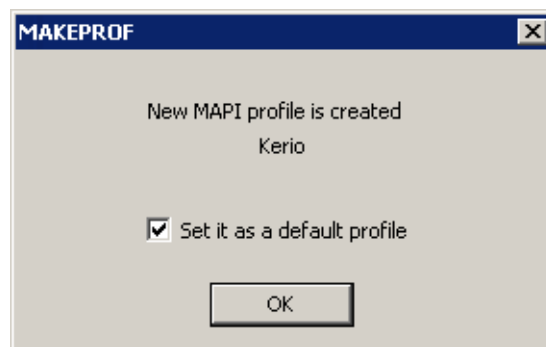 MAKEPROF
New MAPI profile is created
Kerio
Set it as a default profile
OK